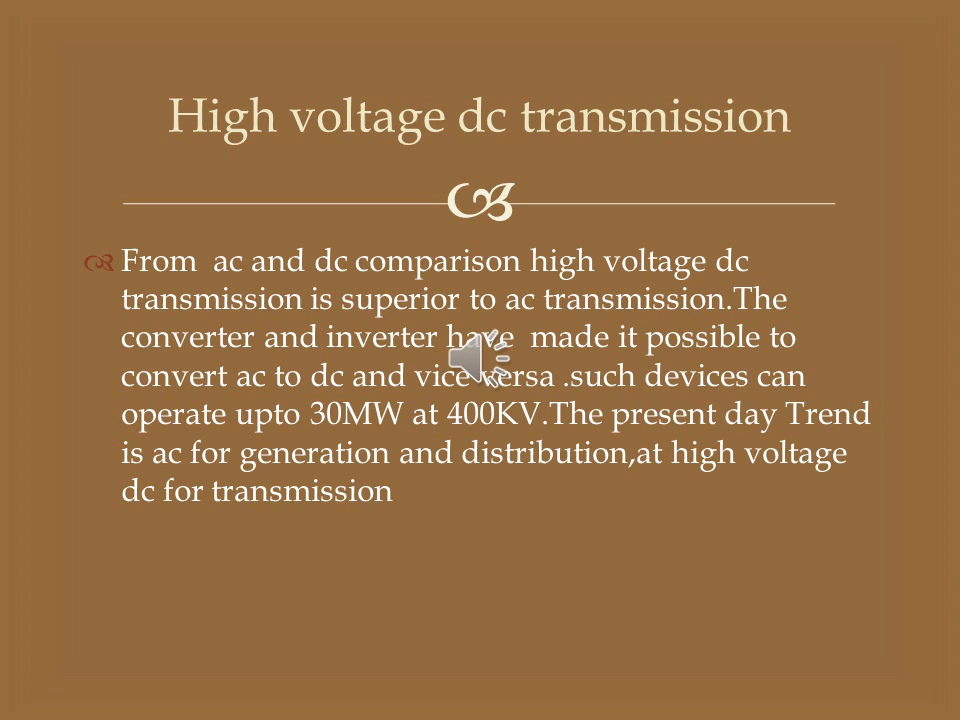 High voltage dc transmission
From ac and dc comparison high voltage dc
transmission is superior to ac transmission.The
converter and inverter have made it possible to
convert ac to dc and vice versa .such devices can
operate upto 30MW at 400KV.The present day Trend
is ac for generation and distribution,at high voltage
dc for transmission